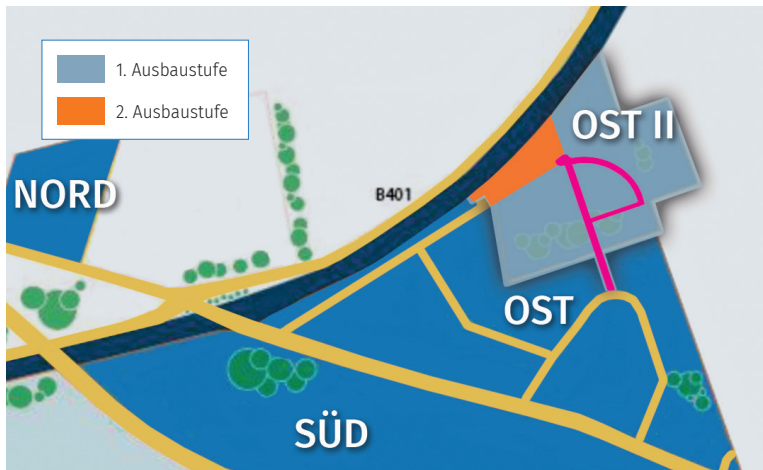 1. Ausbaustufe
2. Ausbaustufe
OST II
NORD
B401
OST
SÜD